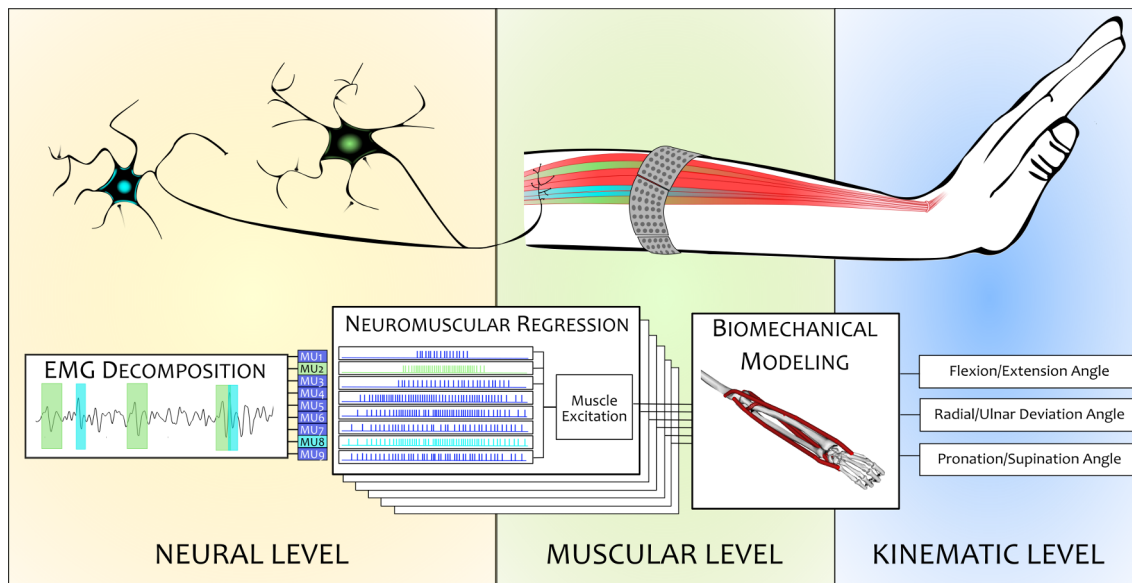 NEUROMUSCULAR REGRESSION
BIOMECHANICAL
MODELING
EMG DECOMPOSITION
MU1
MU2
MU3
MU4
MU5
MU6
MU7
MU8
MU9
Muscle
Excitation
Flexion/Extension Angle
Radial/Ulnar Deviation Angle
Pronation/Supination Angle
NEURAL LEVEL
MUSCULAR LEVEL
KINEMATIC LEVEL